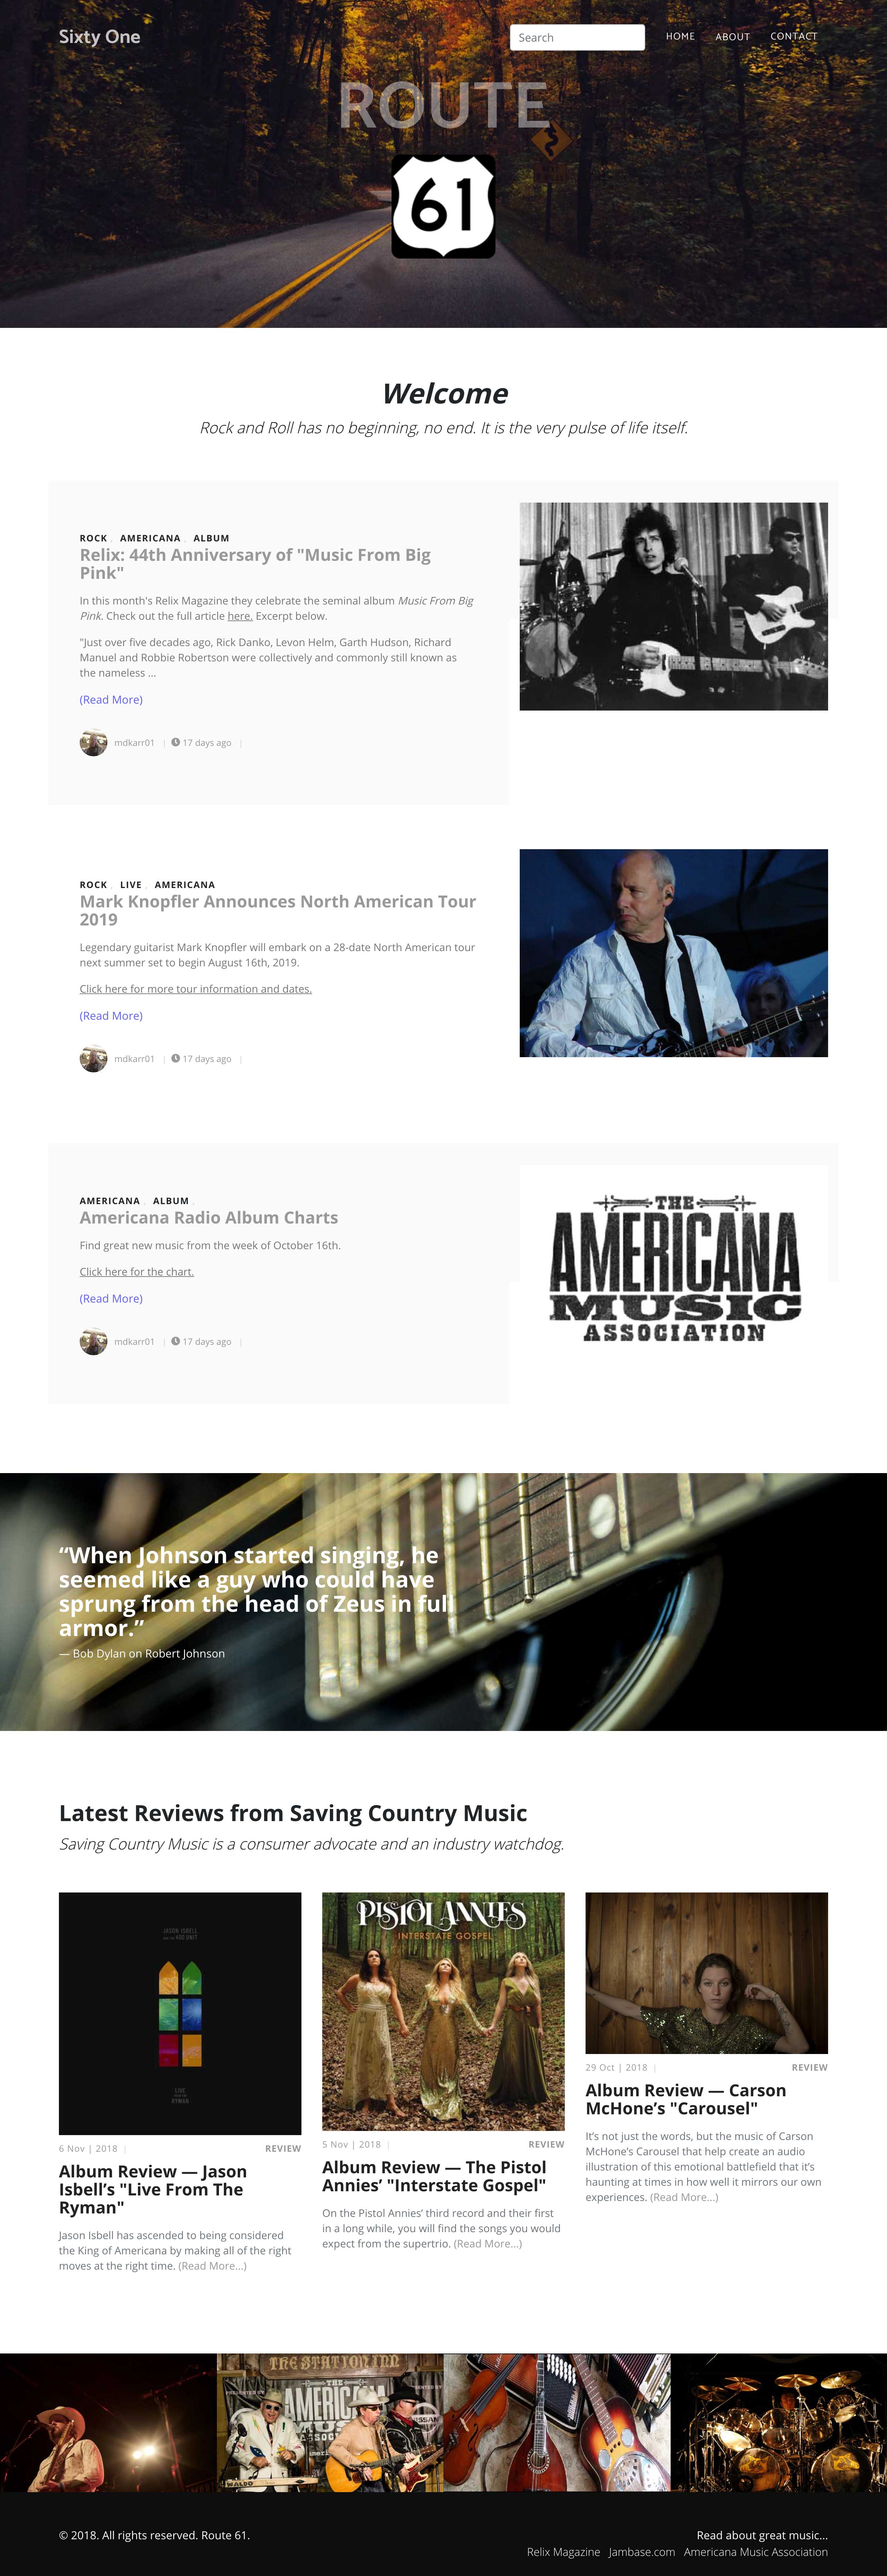 Sixty One
Search
HOME
ABOUT
CONTACT
ROUTE
61
Welcome
Rock and Roll has no beginning, no end. It is the very pulse of life itself.
ROCK , AMERICANA , ALBUM
Relix: 44th Anniversary of "Music From Big
Pink"
In this month's Relix Magazine they celebrate the seminal album Music From Big
Pink. Check out the full article here. Excerpt below.
"Just over five decades ago, Rick Danko, Levon Helm, Garth Hudson, Richard
Manuel and Robbie Robertson were collectively and commonly still known as
the nameless ...
(Read More)
mdkarr01 | 17 days ago |
ROCK , LIVE , AMERICANA
Mark Knopfler Announces North American Tour
2019
Legendary guitarist Mark Knopfler will embark on a 28-date North American tour
next summer set to begin August 16th, 2019.
Click here for more tour information and dates.
(Read More)
mdkarr01 | 17 days ago |
AMERICANA , ALBUM
Americana Radio Album Charts
Find great new music from the week of October 16th.
Click here for the chart.
(Read More)
mdkarr01 | 17 days ago |
THE
AMERICANA
MUSIC
ASSOCIATION
“When Johnson started singing, he
seemed like a guy who could have
sprung from the head of Zeus in full
armor.”
— Bob Dylan on Robert Johnson
Latest Reviews from Saving Country Music
Saving Country Music is a consumer advocate and an industry watchdog.
JASON ISBELL
AND THE 400 UNIT
LIVE
FROM THE
RYMAN
6 Nov | 2018 |
REVIEW
Album Review — Jason
Isbell’s "Live From The
Ryman"
Jason Isbell has ascended to being considered
the King of Americana by making all of the right
moves at the right time. (Read More...)
PISTOL ANNIES
INTERSTATE GOSPEL
5 Nov | 2018 |
REVIEW
Album Review — The Pistol
Annies’ "Interstate Gospel"
On the Pistol Annies’ third record and their first
in a long while, you will find the songs you would
expect from the supertrio. (Read More...)
29 Oct | 2018 |
REVIEW
Album Review — Carson
McHone’s "Carousel"
It’s not just the words, but the music of Carson
McHone’s Carousel that help create an audio
illustration of this emotional battlefield that it’s
haunting at times in how well it mirrors our own
experiences. (Read More...)
THE STATION INN
THE
AMERICANA
© 2018. All rights reserved. Route 61.
Read about great music...
Relix Magazine Jambase.com Americana Music Association